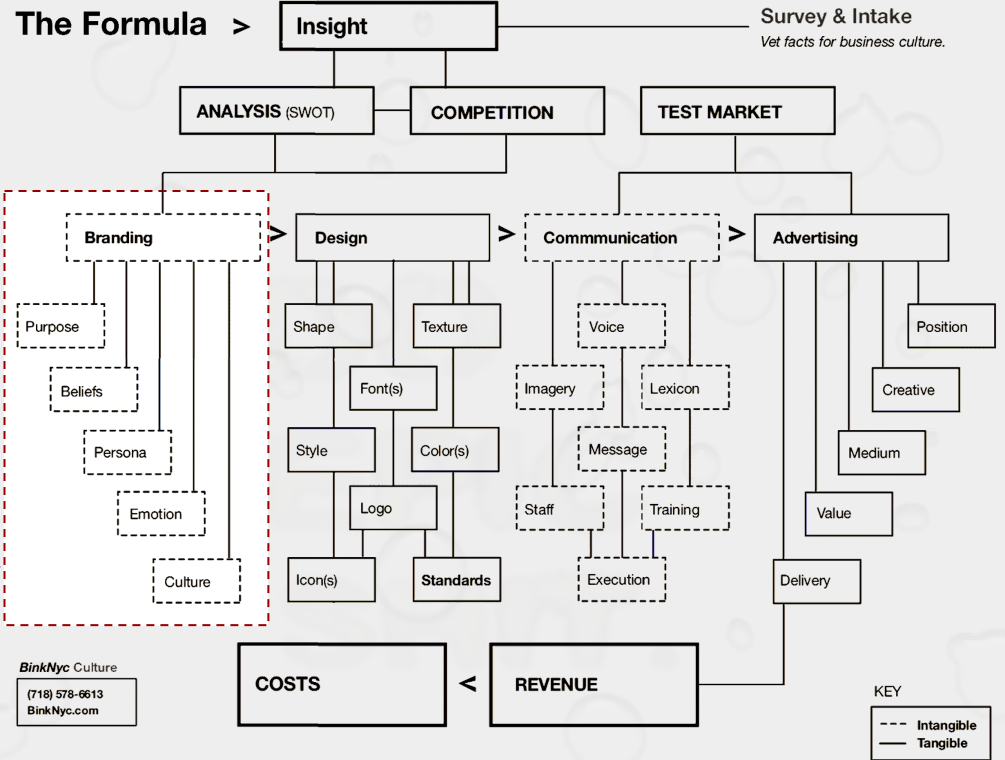 The Formula >
Insight
Survey & Intake
Vet facts for business culture.
ANALYSIS (SWOT)
COMPETITION
TEST MARKET
Branding
>
Design
>
Commmunication
>
Advertising
Purpose
Beliefs
Persona
Emotion
Culture
Shape
Texture
Font(s)
Style
Color(s)
Logo
Icon(s)
Standards
Voice
Imagery
Lexicon
Message
Staff
Training
Execution
Position
Creative
Medium
Value
Delivery
COSTS
<
REVENUE
BinkNyc Culture
(718) 578-6613
BinkNyc.com
KEY
Intangible
Tangible